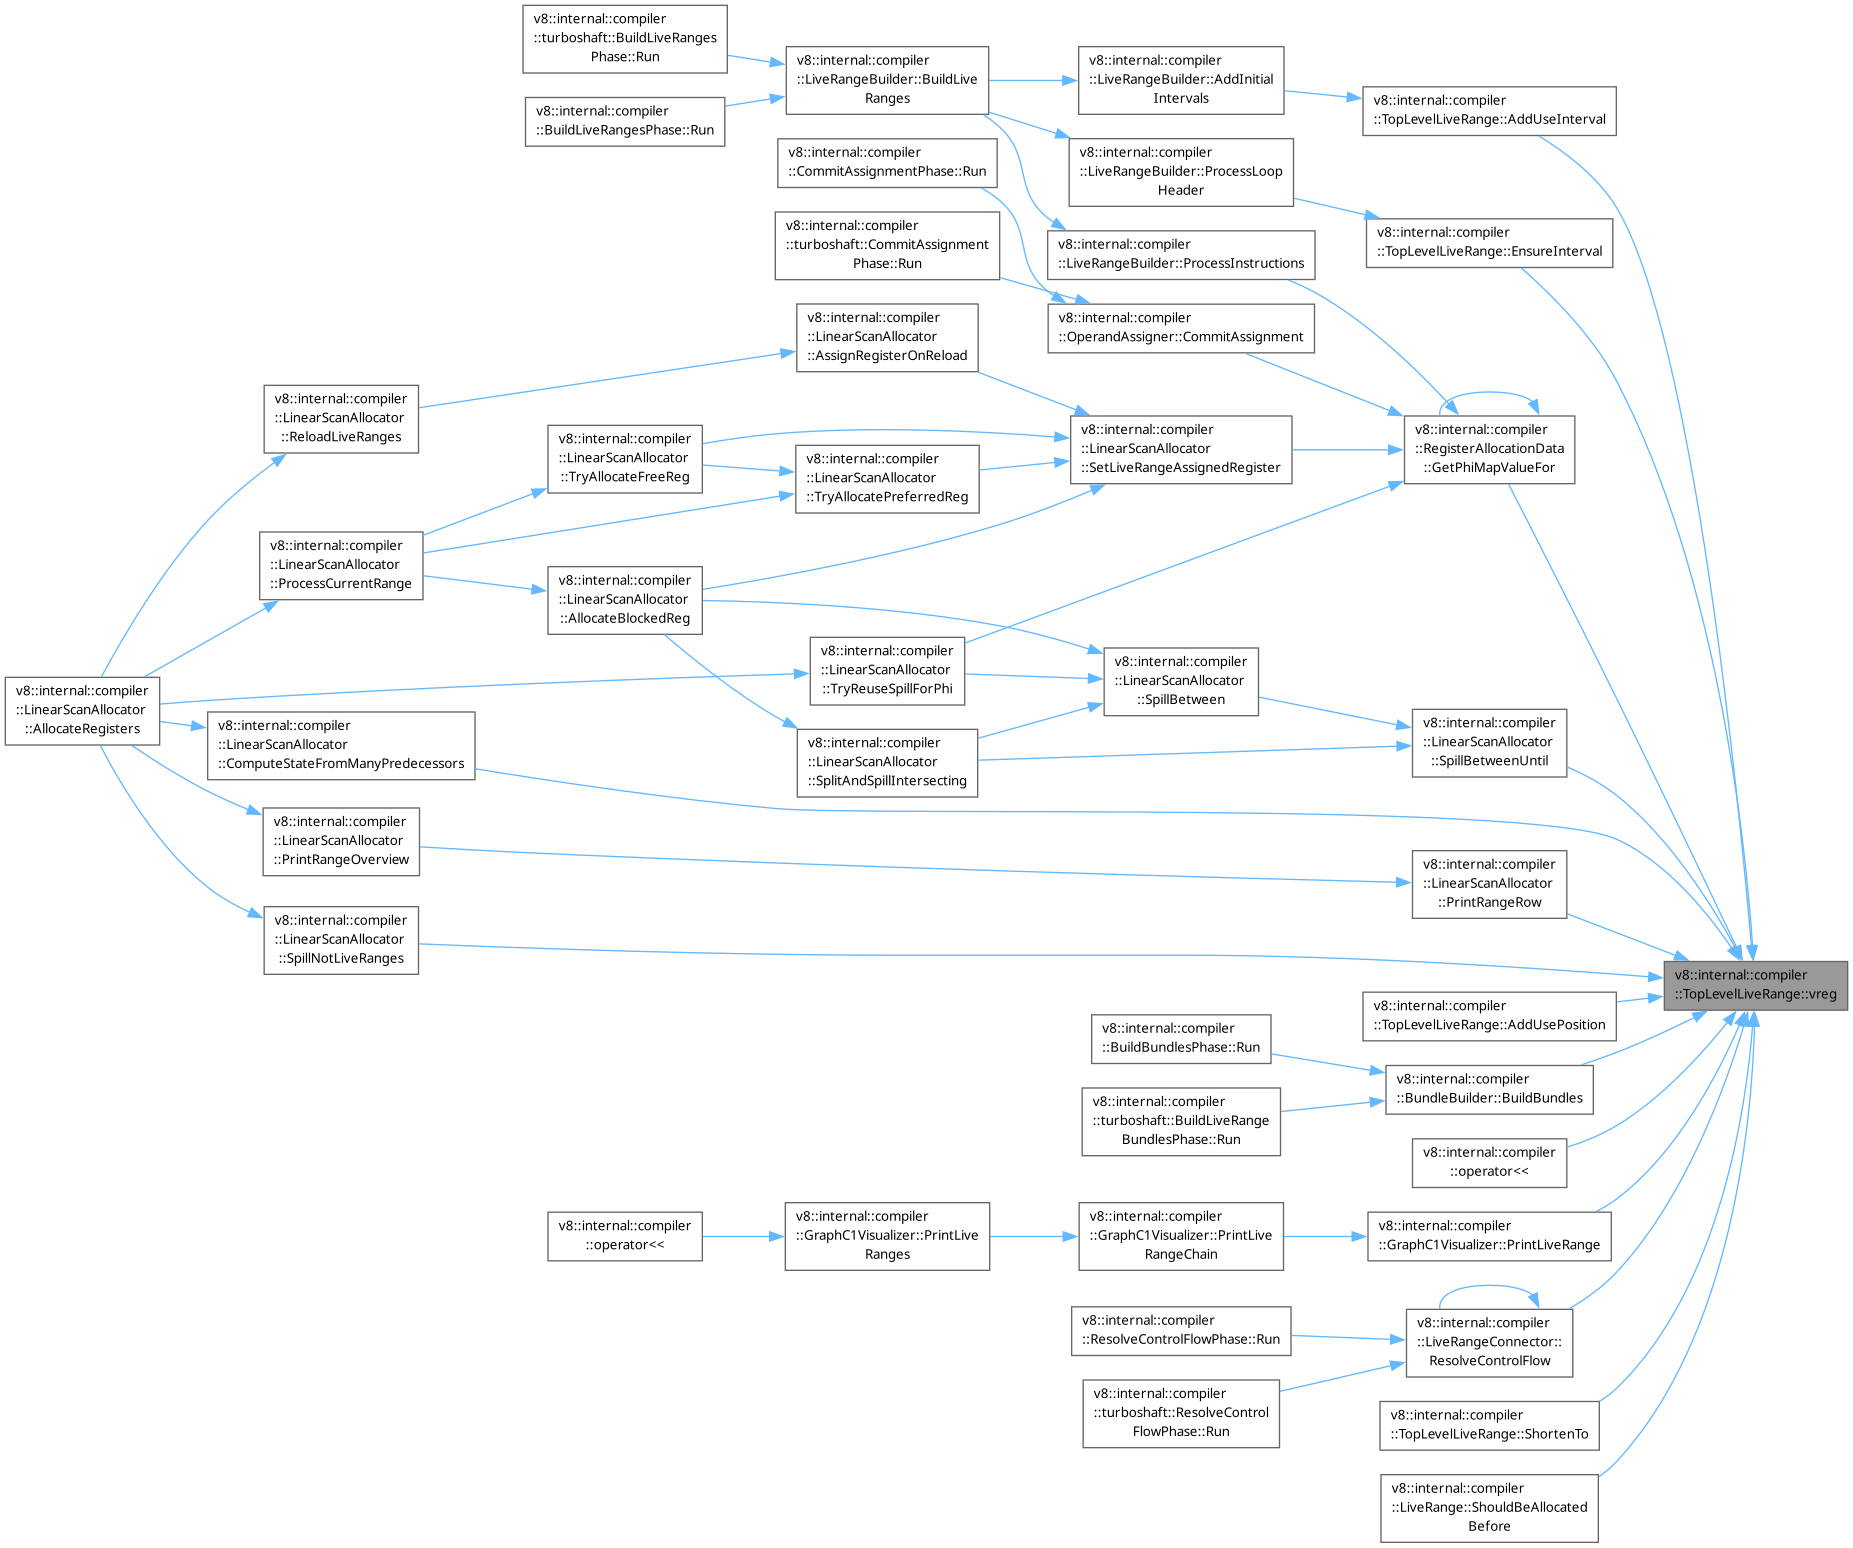 v8::internal::compiler
::turboshaft::BuildLiveRanges
Phase::Run
v8::internal::compiler
::BuildLiveRangesPhase::Run
v8::internal::compiler
::LiveRangeBuilder::BuildLive
Ranges
v8::internal::compiler
::LiveRangeBuilder::AddInitial
Intervals
v8::internal::compiler
::TopLevelLiveRange::AddUseInterval
v8::internal::compiler
::CommitAssignmentPhase::Run
v8::internal::compiler
::LiveRangeBuilder::ProcessLoop
Header
v8::internal::compiler
::turboshaft::CommitAssignment
Phase::Run
v8::internal::compiler
::LiveRangeBuilder::ProcessInstructions
v8::internal::compiler
::TopLevelLiveRange::EnsureInterval
v8::internal::compiler
::LinearScanAllocator
::AssignRegisterOnReload
v8::internal::compiler
::OperandAssigner::CommitAssignment
v8::internal::compiler
::LinearScanAllocator
::ReloadLiveRanges
v8::internal::compiler
::LinearScanAllocator
::TryAllocateFreeReg
v8::internal::compiler
::LinearScanAllocator
::TryAllocatePreferredReg
v8::internal::compiler
::LinearScanAllocator
::SetLiveRangeAssignedRegister
v8::internal::compiler
::RegisterAllocationData
::GetPhiMapValueFor
v8::internal::compiler
::LinearScanAllocator
::ProcessCurrentRange
v8::internal::compiler
::LinearScanAllocator
::AllocateBlockedReg
v8::internal::compiler
::LinearScanAllocator
::TryReuseSpillForPhi
v8::internal::compiler
::LinearScanAllocator
::SpillBetween
v8::internal::compiler
::LinearScanAllocator
::AllocateRegisters
v8::internal::compiler
::LinearScanAllocator
::ComputeStateFromManyPredecessors
v8::internal::compiler
::LinearScanAllocator
::SplitAndSpillIntersecting
v8::internal::compiler
::LinearScanAllocator
::SpillBetweenUntil
v8::internal::compiler
::LinearScanAllocator
::PrintRangeOverview
v8::internal::compiler
::LinearScanAllocator
::PrintRangeRow
v8::internal::compiler
::LinearScanAllocator
::SpillNotLiveRanges
v8::internal::compiler
::TopLevelLiveRange::vreg
v8::internal::compiler
::TopLevelLiveRange::AddUsePosition
v8::internal::compiler
::BuildBundlesPhase::Run
v8::internal::compiler
::BundleBuilder::BuildBundles
v8::internal::compiler
::turboshaft::BuildLiveRange
BundlesPhase::Run
v8::internal::compiler
::operator<<
v8::internal::compiler
::operator<<
v8::internal::compiler
::GraphC1Visualizer::PrintLive
Ranges
v8::internal::compiler
::GraphC1Visualizer::PrintLive
RangeChain
v8::internal::compiler
::GraphC1Visualizer::PrintLiveRange
v8::internal::compiler
::ResolveControlFlowPhase::Run
v8::internal::compiler
::LiveRangeConnector::
ResolveControlFlow
v8::internal::compiler
::turboshaft::ResolveControl
FlowPhase::Run
v8::internal::compiler
::TopLevelLiveRange::ShortenTo
v8::internal::compiler
::LiveRange::ShouldBeAllocated
Before